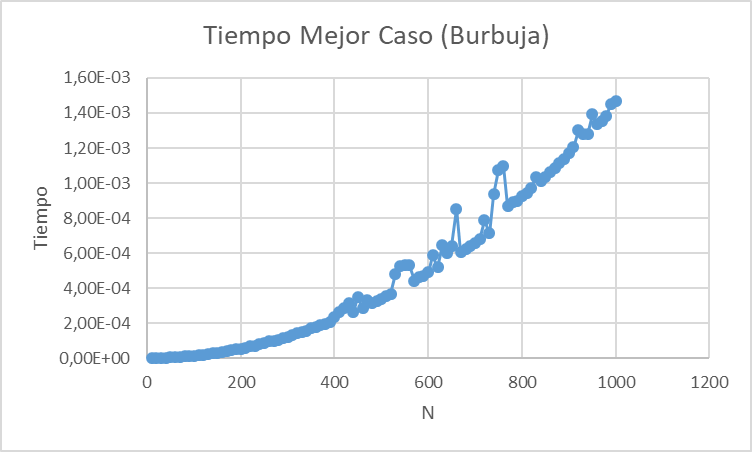 Tiempo Mejor Caso (Burbuja)
1,60E-03
1,40E-03
1,20E-03
1,00E-03
8,00E-04
6,00E-04
4,00E-04
2,00E-04
0,00E+00
Tiempo
0 200 400 600 800 1000 1200
N